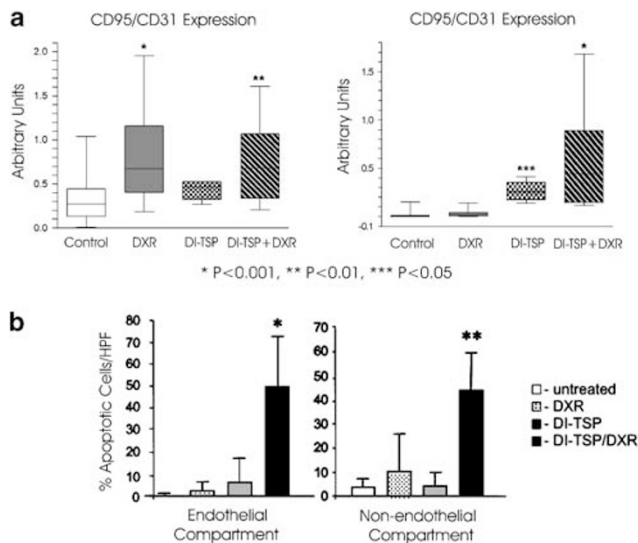 a
CD95/CD31 Expression
CD95/CD31 Expression
Arbitrary Units
2.0
1.5
1.0
0.5
0.0
*
**
Control DXR DI-TSP DI-TSP+DXR
Arbitrary Units
1.5
1.0
0.5
-0.1
***
*
Control DXR DI-TSP DI-TSP+DXR
* P<0.001, ** P<0.01, *** P<0.05
b
% Apoptotic Cells/HPF
80
70
60
50
40
30
20
10
0
*
Endothelial
Compartment
70
60
50
40
30
20
10
0
**
Non-endothelial
Compartment
- untreated
- DXR
- DI-TSP
- DI-TSP/DXR